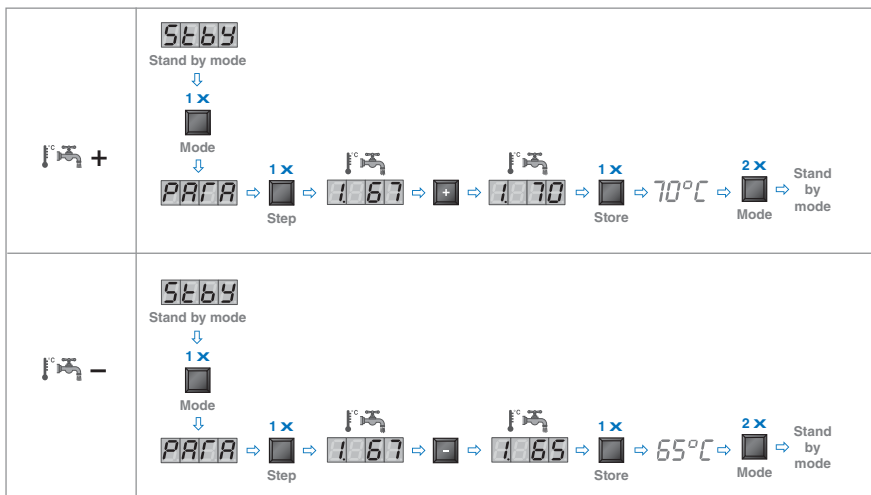 Stby
Stand by mode
1 x
Mode
°C +
PARA 1 x Step °C 1.67 + °C 1.70 1 x Store 70°C 2 x Mode Stand by mode
Stby
Stand by mode
1 x
Mode
°C −
PARA 1 x Step °C 1.67 - °C 1.65 1 x Store 65°C 2 x Mode Stand by mode